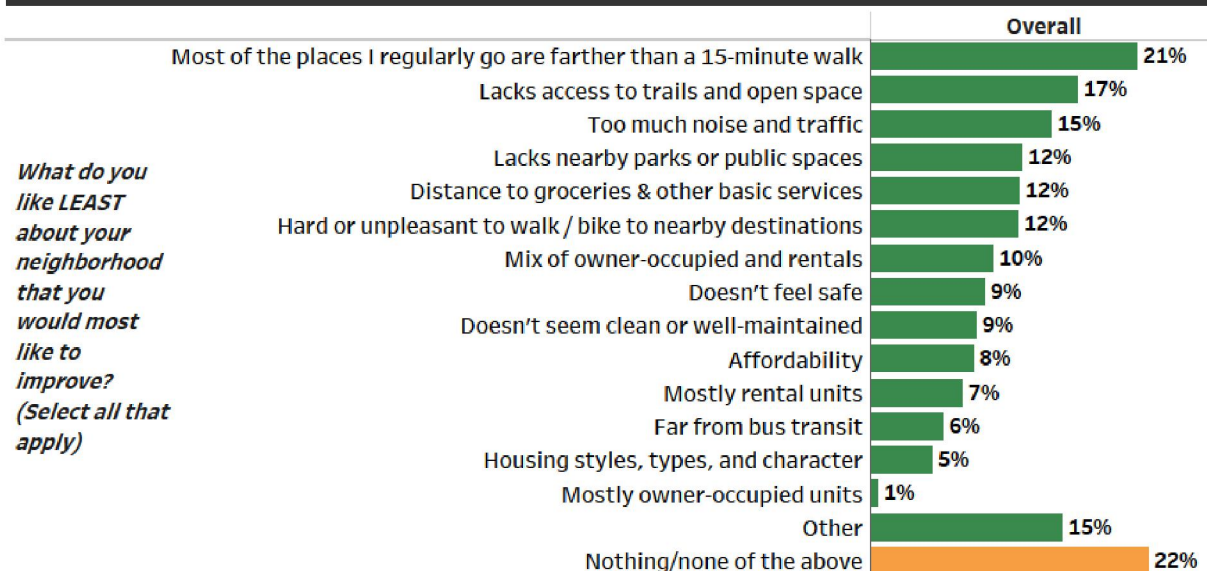 Overall
What do you
like LEAST
about your
neighborhood
that you
would most
like to
improve?
(Select all that
apply)
Most of the places I regularly go are farther than a 15-minute walk 21%
Lacks access to trails and open space 17%
Too much noise and traffic 15%
Lacks nearby parks or public spaces 12%
Distance to groceries & other basic services 12%
Hard or unpleasant to walk / bike to nearby destinations 12%
Mix of owner-occupied and rentals 10%
Doesn't feel safe 9%
Doesn't seem clean or well-maintained 9%
Affordability 8%
Mostly rental units 7%
Far from bus transit 6%
Housing styles, types, and character 5%
Mostly owner-occupied units 1%
Other 15%
Nothing/none of the above 22%